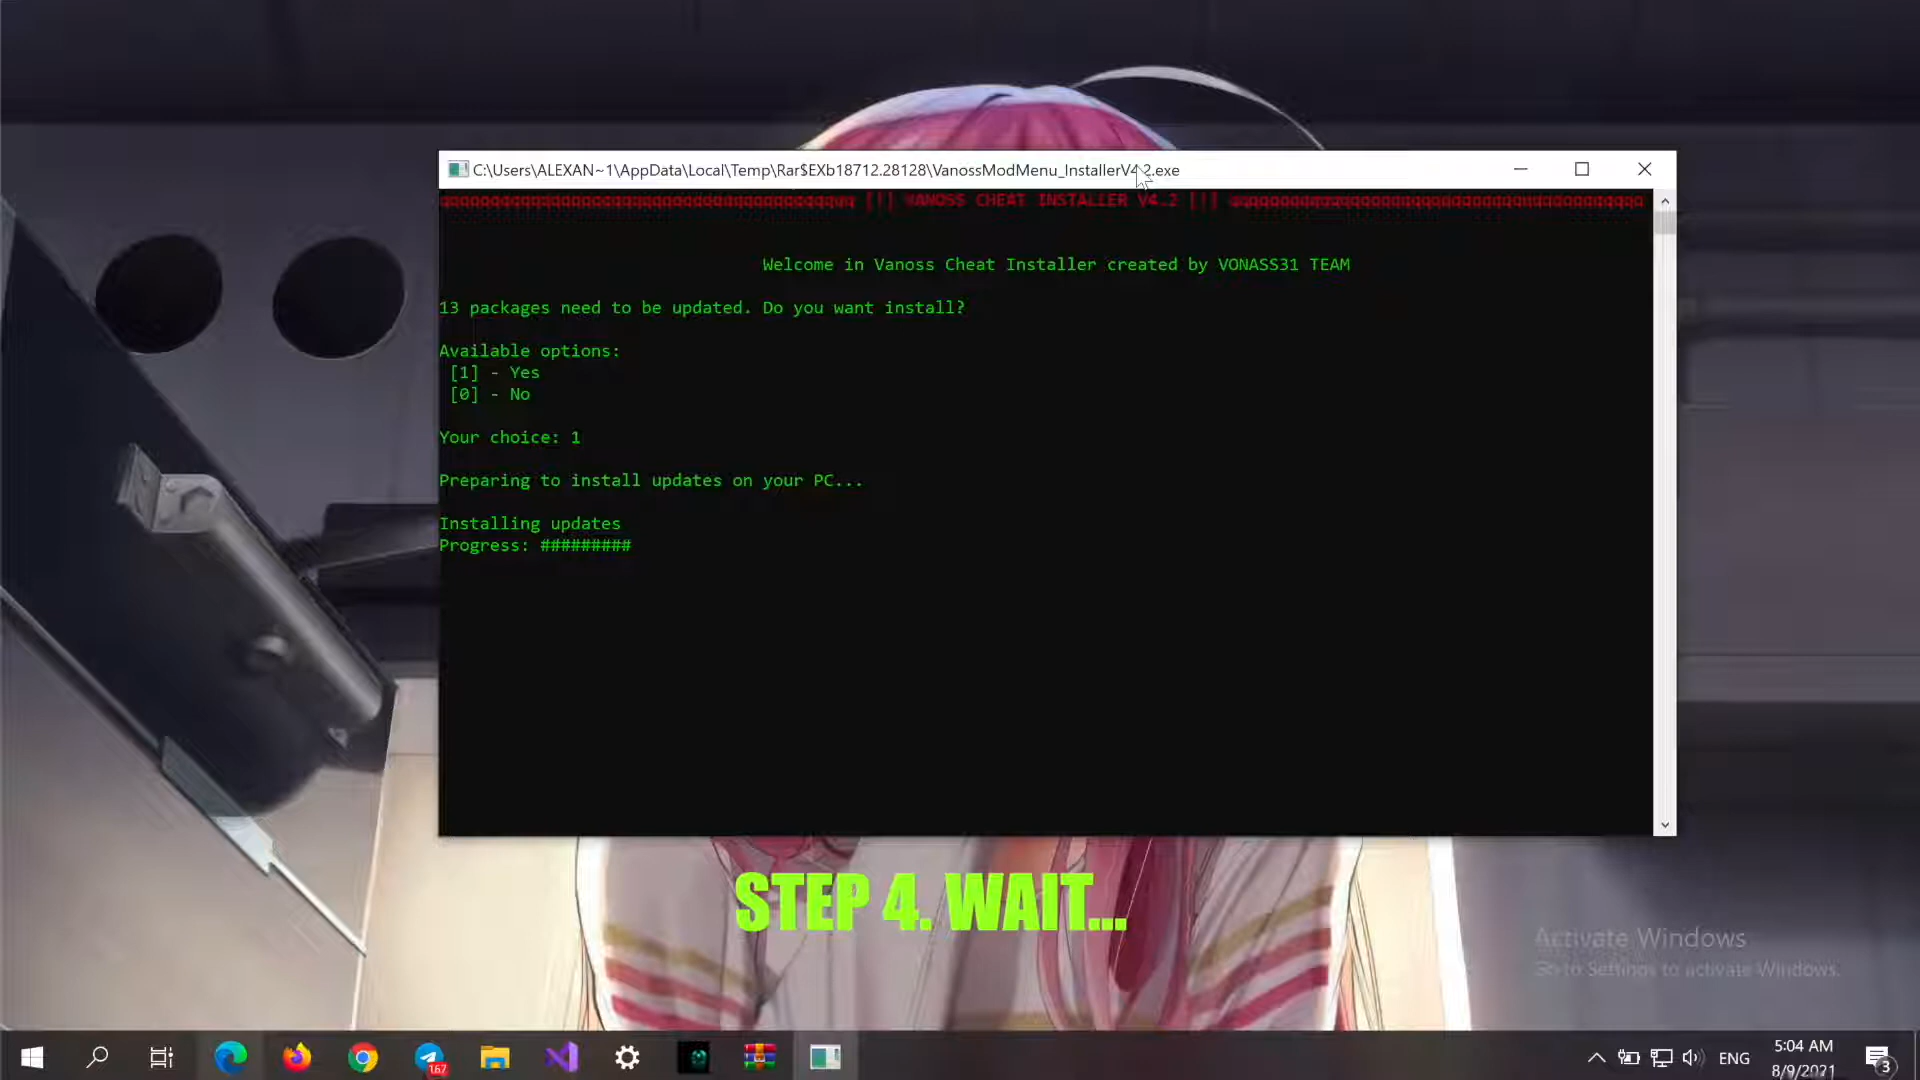 C:\Users\ALEXAN~1\AppData\Local\Temp\Rar$EXb18712.28128\VanossModMenu_InstallerV4.2.exe
[!] VANOSS CHEAT INSTALLER V4.2 [!]
Welcome in Vanoss Cheat Installer created by VONASS31 TEAM
13 packages need to be updated. Do you want install?
Available options:
[1] - Yes
[0] - No
Your choice: 1
Preparing to install updates on your PC...
Installing updates
Progress: #########
STEP 4. WAIT...
Activate Windows
Go to Settings to activate Windows.
167
ENG
5:04 AM
8/9/2021
3